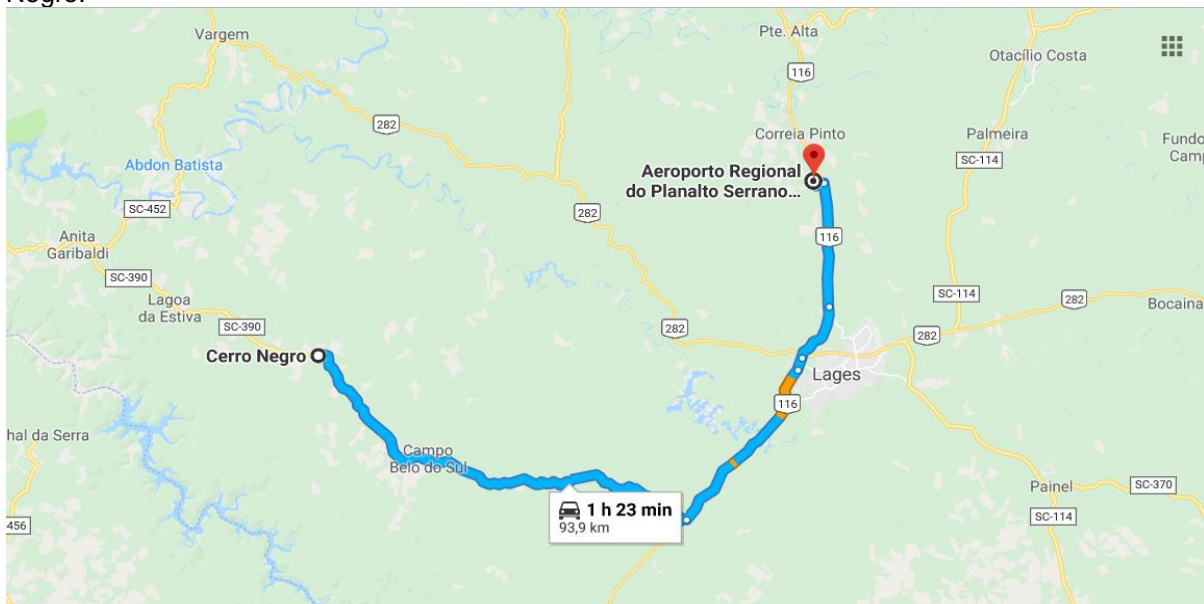 Negro.
Vargem
Pte. Alta
116
Otacílio Costa
282
Correia Pinto
Palmeira
Fundo
Camp
Abdon Batista
Aeroporto Regional
do Planalto Serrano...
SC-114
SC-452
282
116
Anita
Garibaldi
SC-390
SC-114
282
Bocaina
Lagoa
da Estiva
SC-390
282
282
Cerro Negro
Lages
116
hal da Serra
Campo
Belo do Sul
Painel
SC-370
1 h 23 min
93,9 km
456
SC-114